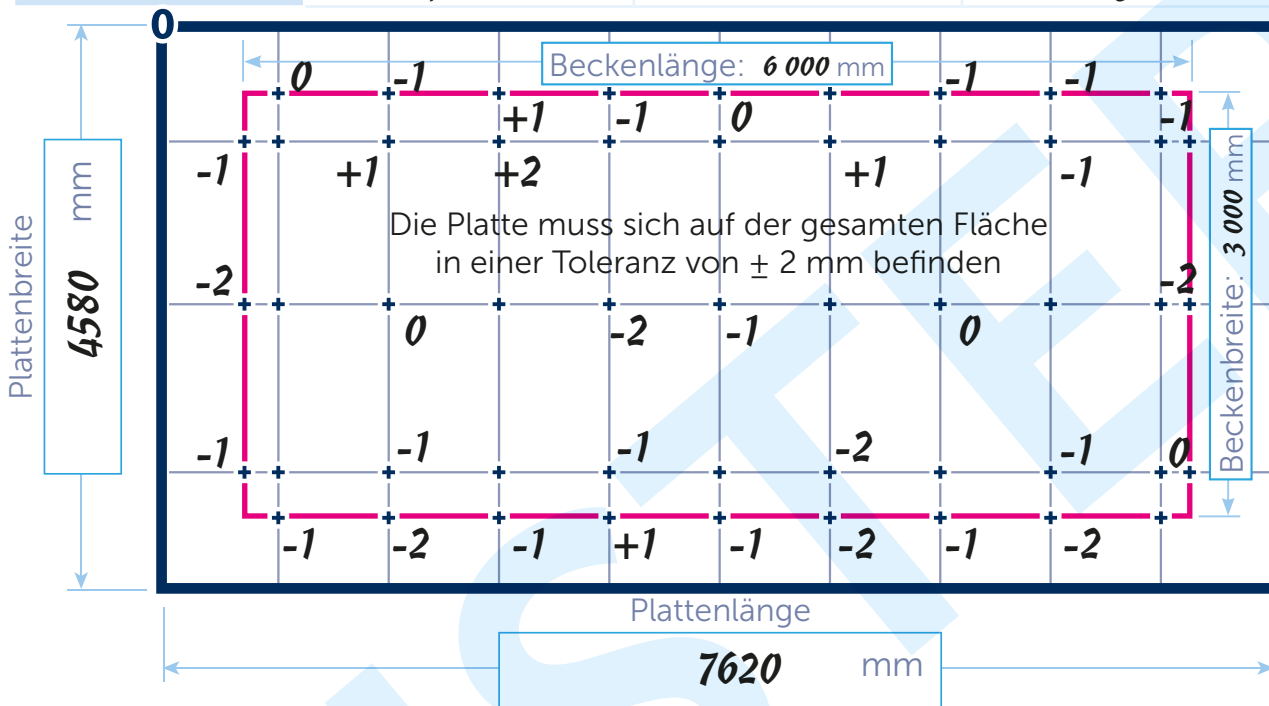 0
Beckenlänge: 6 000 mm
0 -1 -1 -1
+1 -1 0 -1
-1 +1 +2 +1 -1
Die Platte muss sich auf der gesamten Fläche
in einer Toleranz von ± 2 mm befinden
-2 -2
0 -2 -1 0
-1 -1 -1 -2 -1 0
-1 -2 -1 +1 -1 -2 -1 -2
Plattenbreite
4580 mm
Beckenbreite: 3 000 mm
Plattenlänge
7620 mm